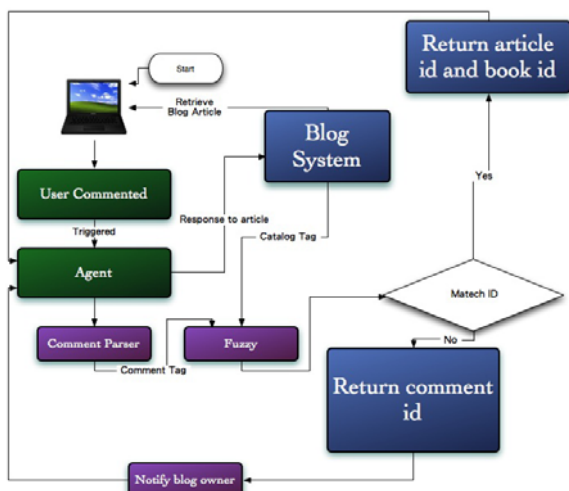 Start
Return article
id and book id
Retrieve
Blog Article
Blog
System
User Commented
Yes
Response to article
Triggered
Catalog Tag
Agent
Matech ID
Comment Parser
Fuzzy
No
Comment Tag
Return comment
id
Notify blog owner